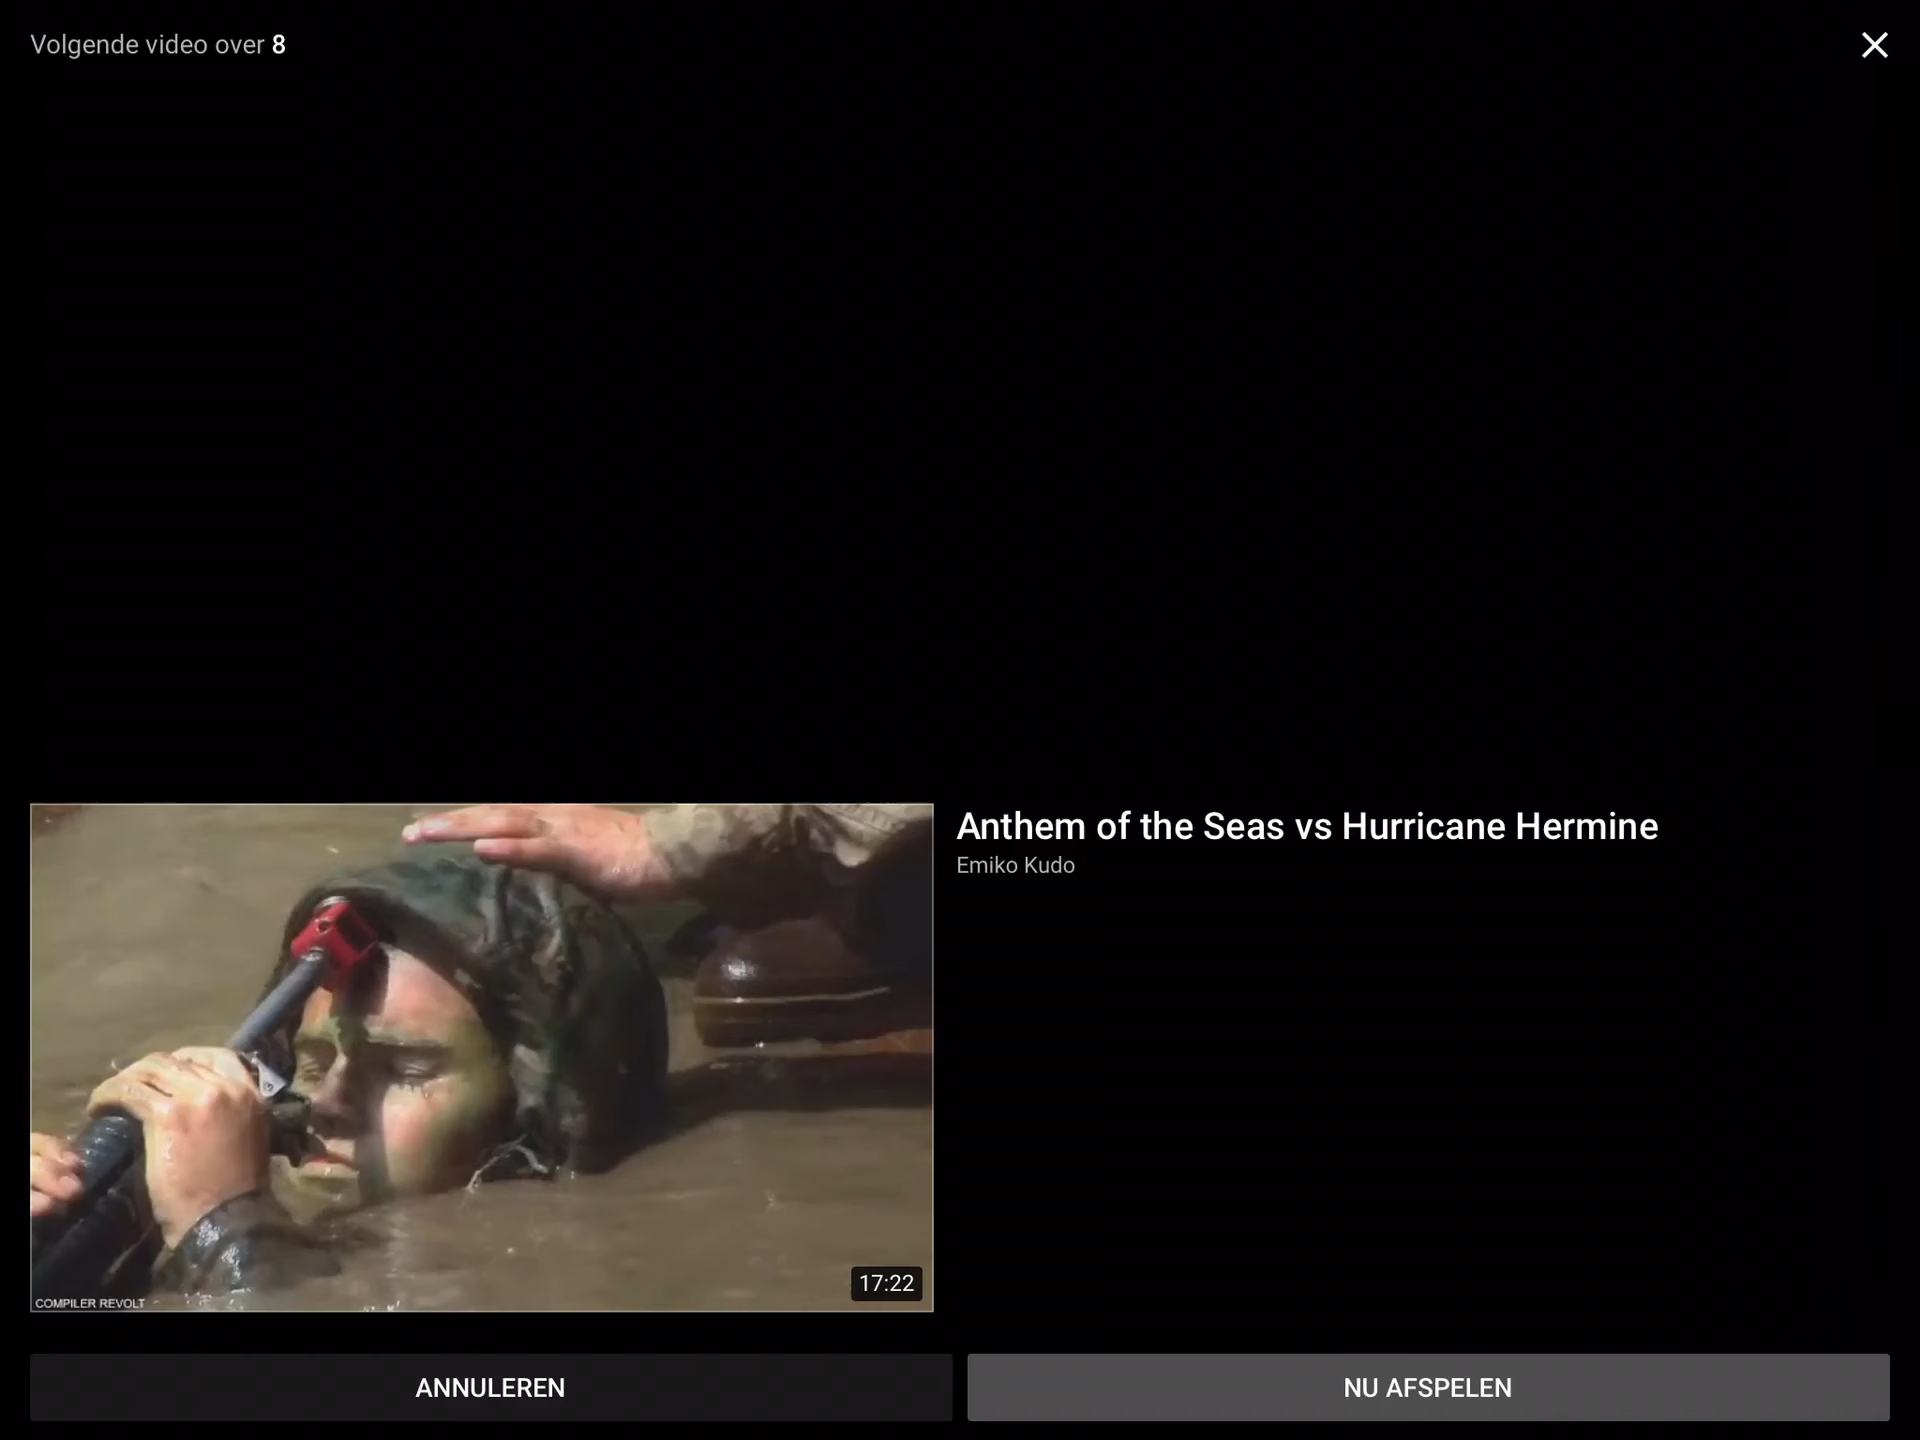 Volgende video over 8
Anthem of the Seas vs Hurricane Hermine
Emiko Kudo
17:22
COMPILER REVOLT
ANNULEREN
NU AFSPELEN